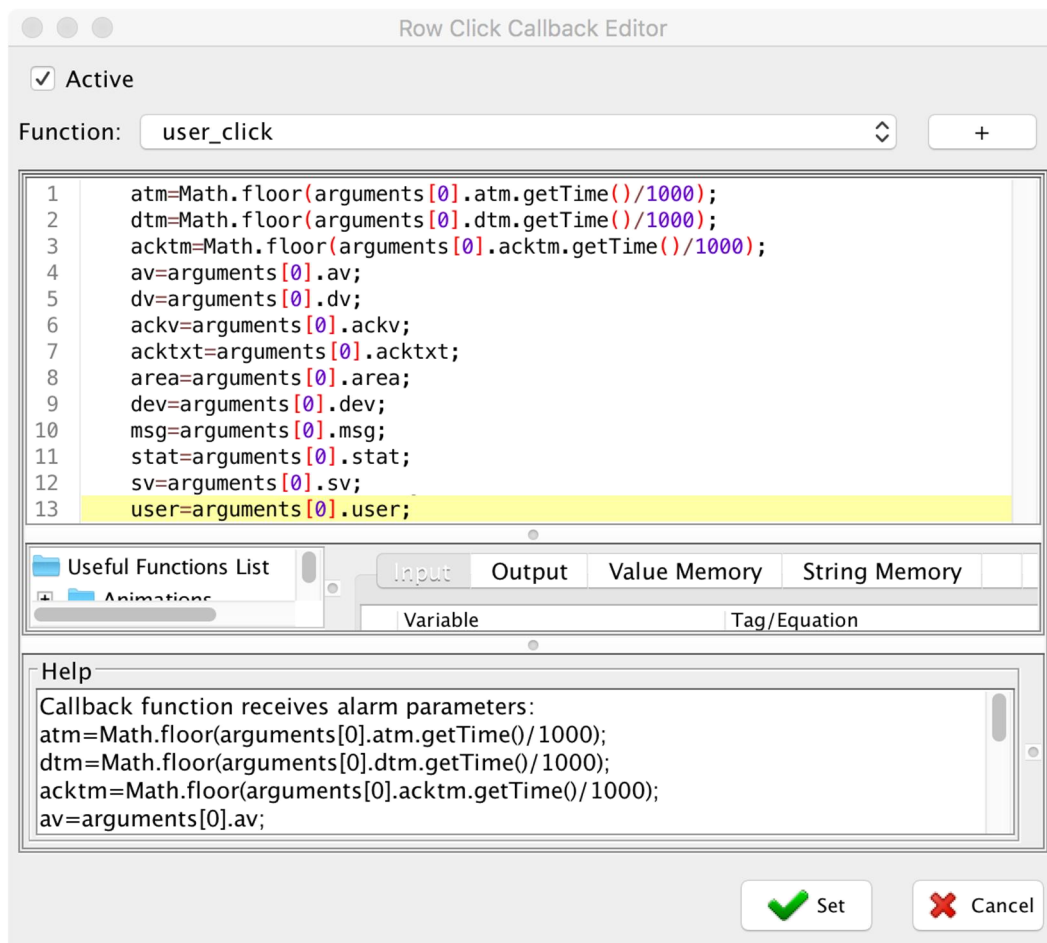 Row Click Callback Editor
Active
Function: user_click +
1 atm=Math.floor(arguments[0].atm.getTime()/1000);
2 dtm=Math.floor(arguments[0].dtm.getTime()/1000);
3 acktm=Math.floor(arguments[0].acktm.getTime()/1000);
4 av=arguments[0].av;
5 dv=arguments[0].dv;
6 ackv=arguments[0].ackv;
7 acktxt=arguments[0].acktxt;
8 area=arguments[0].area;
9 dev=arguments[0].dev;
10 msg=arguments[0].msg;
11 stat=arguments[0].stat;
12 sv=arguments[0].sv;
13 user=arguments[0].user;
Useful Functions List
Animations
Input Output Value Memory String Memory
Variable Tag/Equation
Help
Callback function receives alarm parameters:
atm=Math.floor(arguments[0].atm.getTime()/1000);
dtm=Math.floor(arguments[0].dtm.getTime()/1000);
acktm=Math.floor(arguments[0].acktm.getTime()/1000);
av=arguments[0].av;
Set Cancel